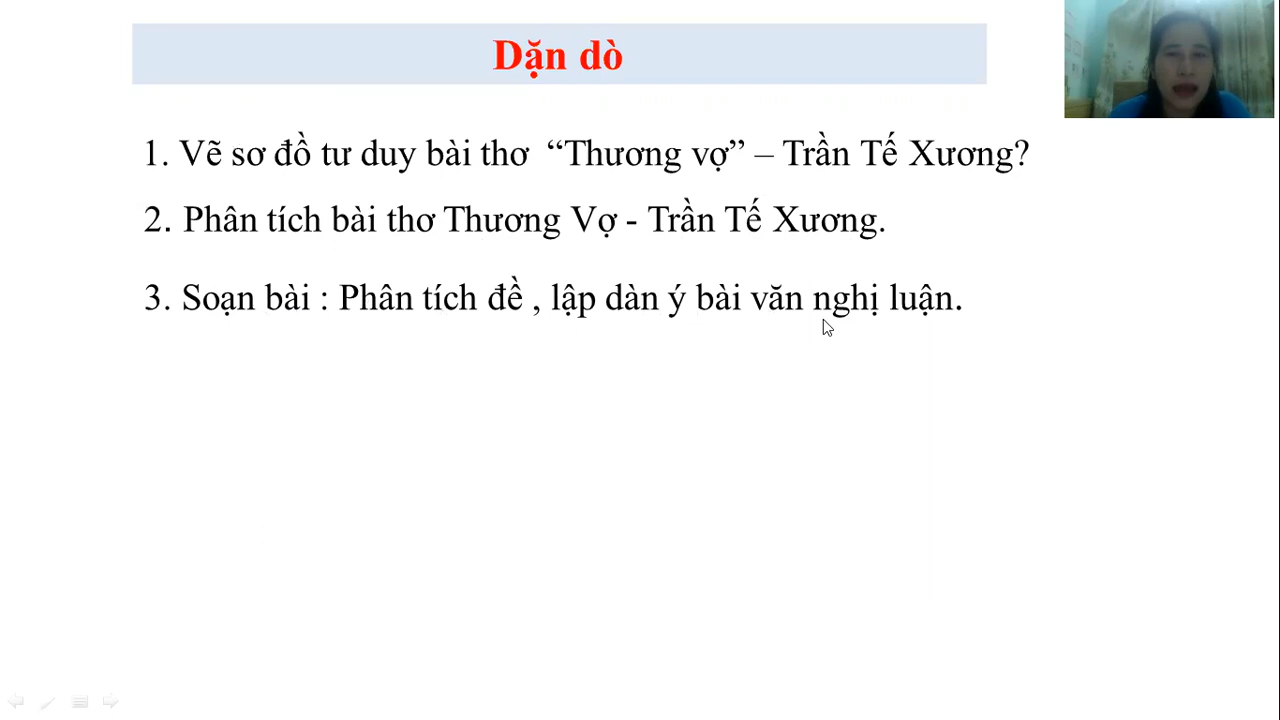 Dặn dò
1. Vẽ sơ đồ tư duy bài thơ “Thương vợ” – Trần Tế Xương?
2. Phân tích bài thơ Thương Vợ - Trần Tế Xương.
3. Soạn bài : Phân tích đề , lập dàn ý bài văn nghị luận.